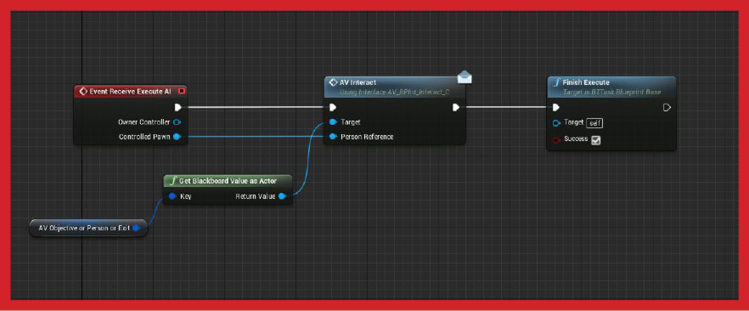 Event Receive Execute AI
Owner Controller
Controlled Pawn
AV Interact
Using Interface AV_BPInt_Interact_C
Target
Person Reference
Finish Execute
Target is BTTask Blueprint Base
Target self
Success
Get Blackboard Value as Actor
Key Return Value
AV Objective or Person or Exit